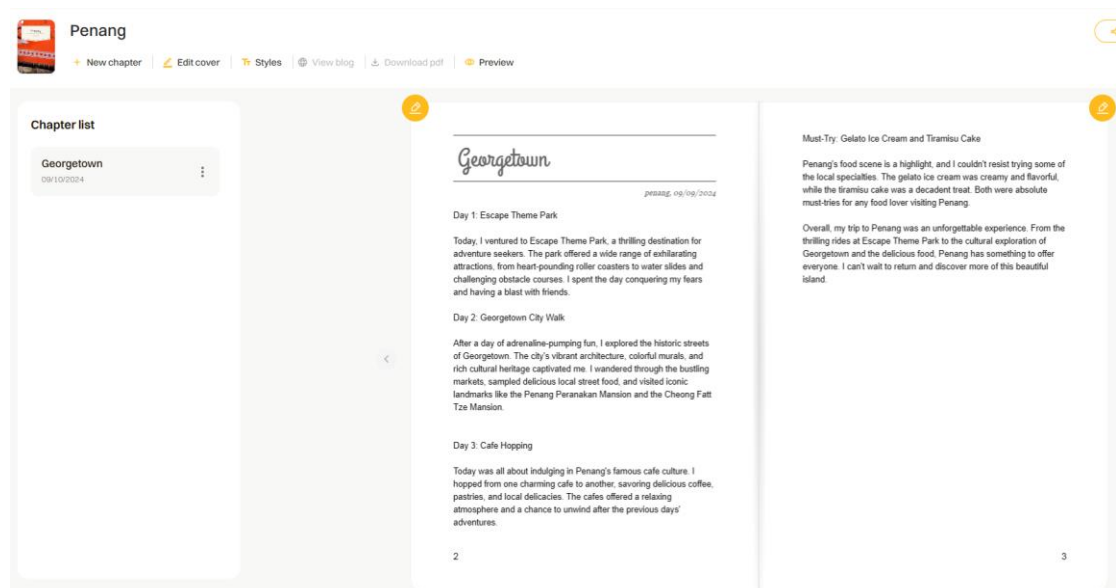 Penang
+ New chapter
Edit cover
Tr Styles
View blog
Download pdf
Preview
Chapter list
Georgetown
09/10/2024
Georgetown
penang, 09/09/2024
Day 1: Escape Theme Park
Today, I ventured to Escape Theme Park, a thrilling destination for
adventure seekers. The park offered a wide range of exhilarating
attractions, from heart-pounding roller coasters to water slides and
challenging obstacle courses. I spent the day conquering my fears
and having a blast with friends.
Day 2: Georgetown City Walk
After a day of adrenaline-pumping fun, I explored the historic streets
of Georgetown. The city's vibrant architecture, colorful murals, and
rich cultural heritage captivated me. I wandered through the bustling
markets, sampled delicious local street food, and visited iconic
landmarks like the Penang Peranakan Mansion and the Cheong Fatt
Tze Mansion.
Day 3: Cafe Hopping
Today was all about indulging in Penang's famous cafe culture. I
hopped from one charming cafe to another, savoring delicious coffee,
pastries, and local delicacies. The cafes offered a relaxing
atmosphere and a chance to unwind after the previous days'
adventures.
2
Must-Try: Gelato Ice Cream and Tiramisu Cake
Penang's food scene is a highlight, and I couldn't resist trying some of
the local specialties. The gelato ice cream was creamy and flavorful,
while the tiramisu cake was a decadent treat. Both were absolute
must-tries for any food lover visiting Penang.
Overall, my trip to Penang was an unforgettable experience. From the
thrilling rides at Escape Theme Park to the cultural exploration of
Georgetown and the delicious food, Penang has something to offer
everyone. I can't wait to return and discover more of this beautiful
island.
3